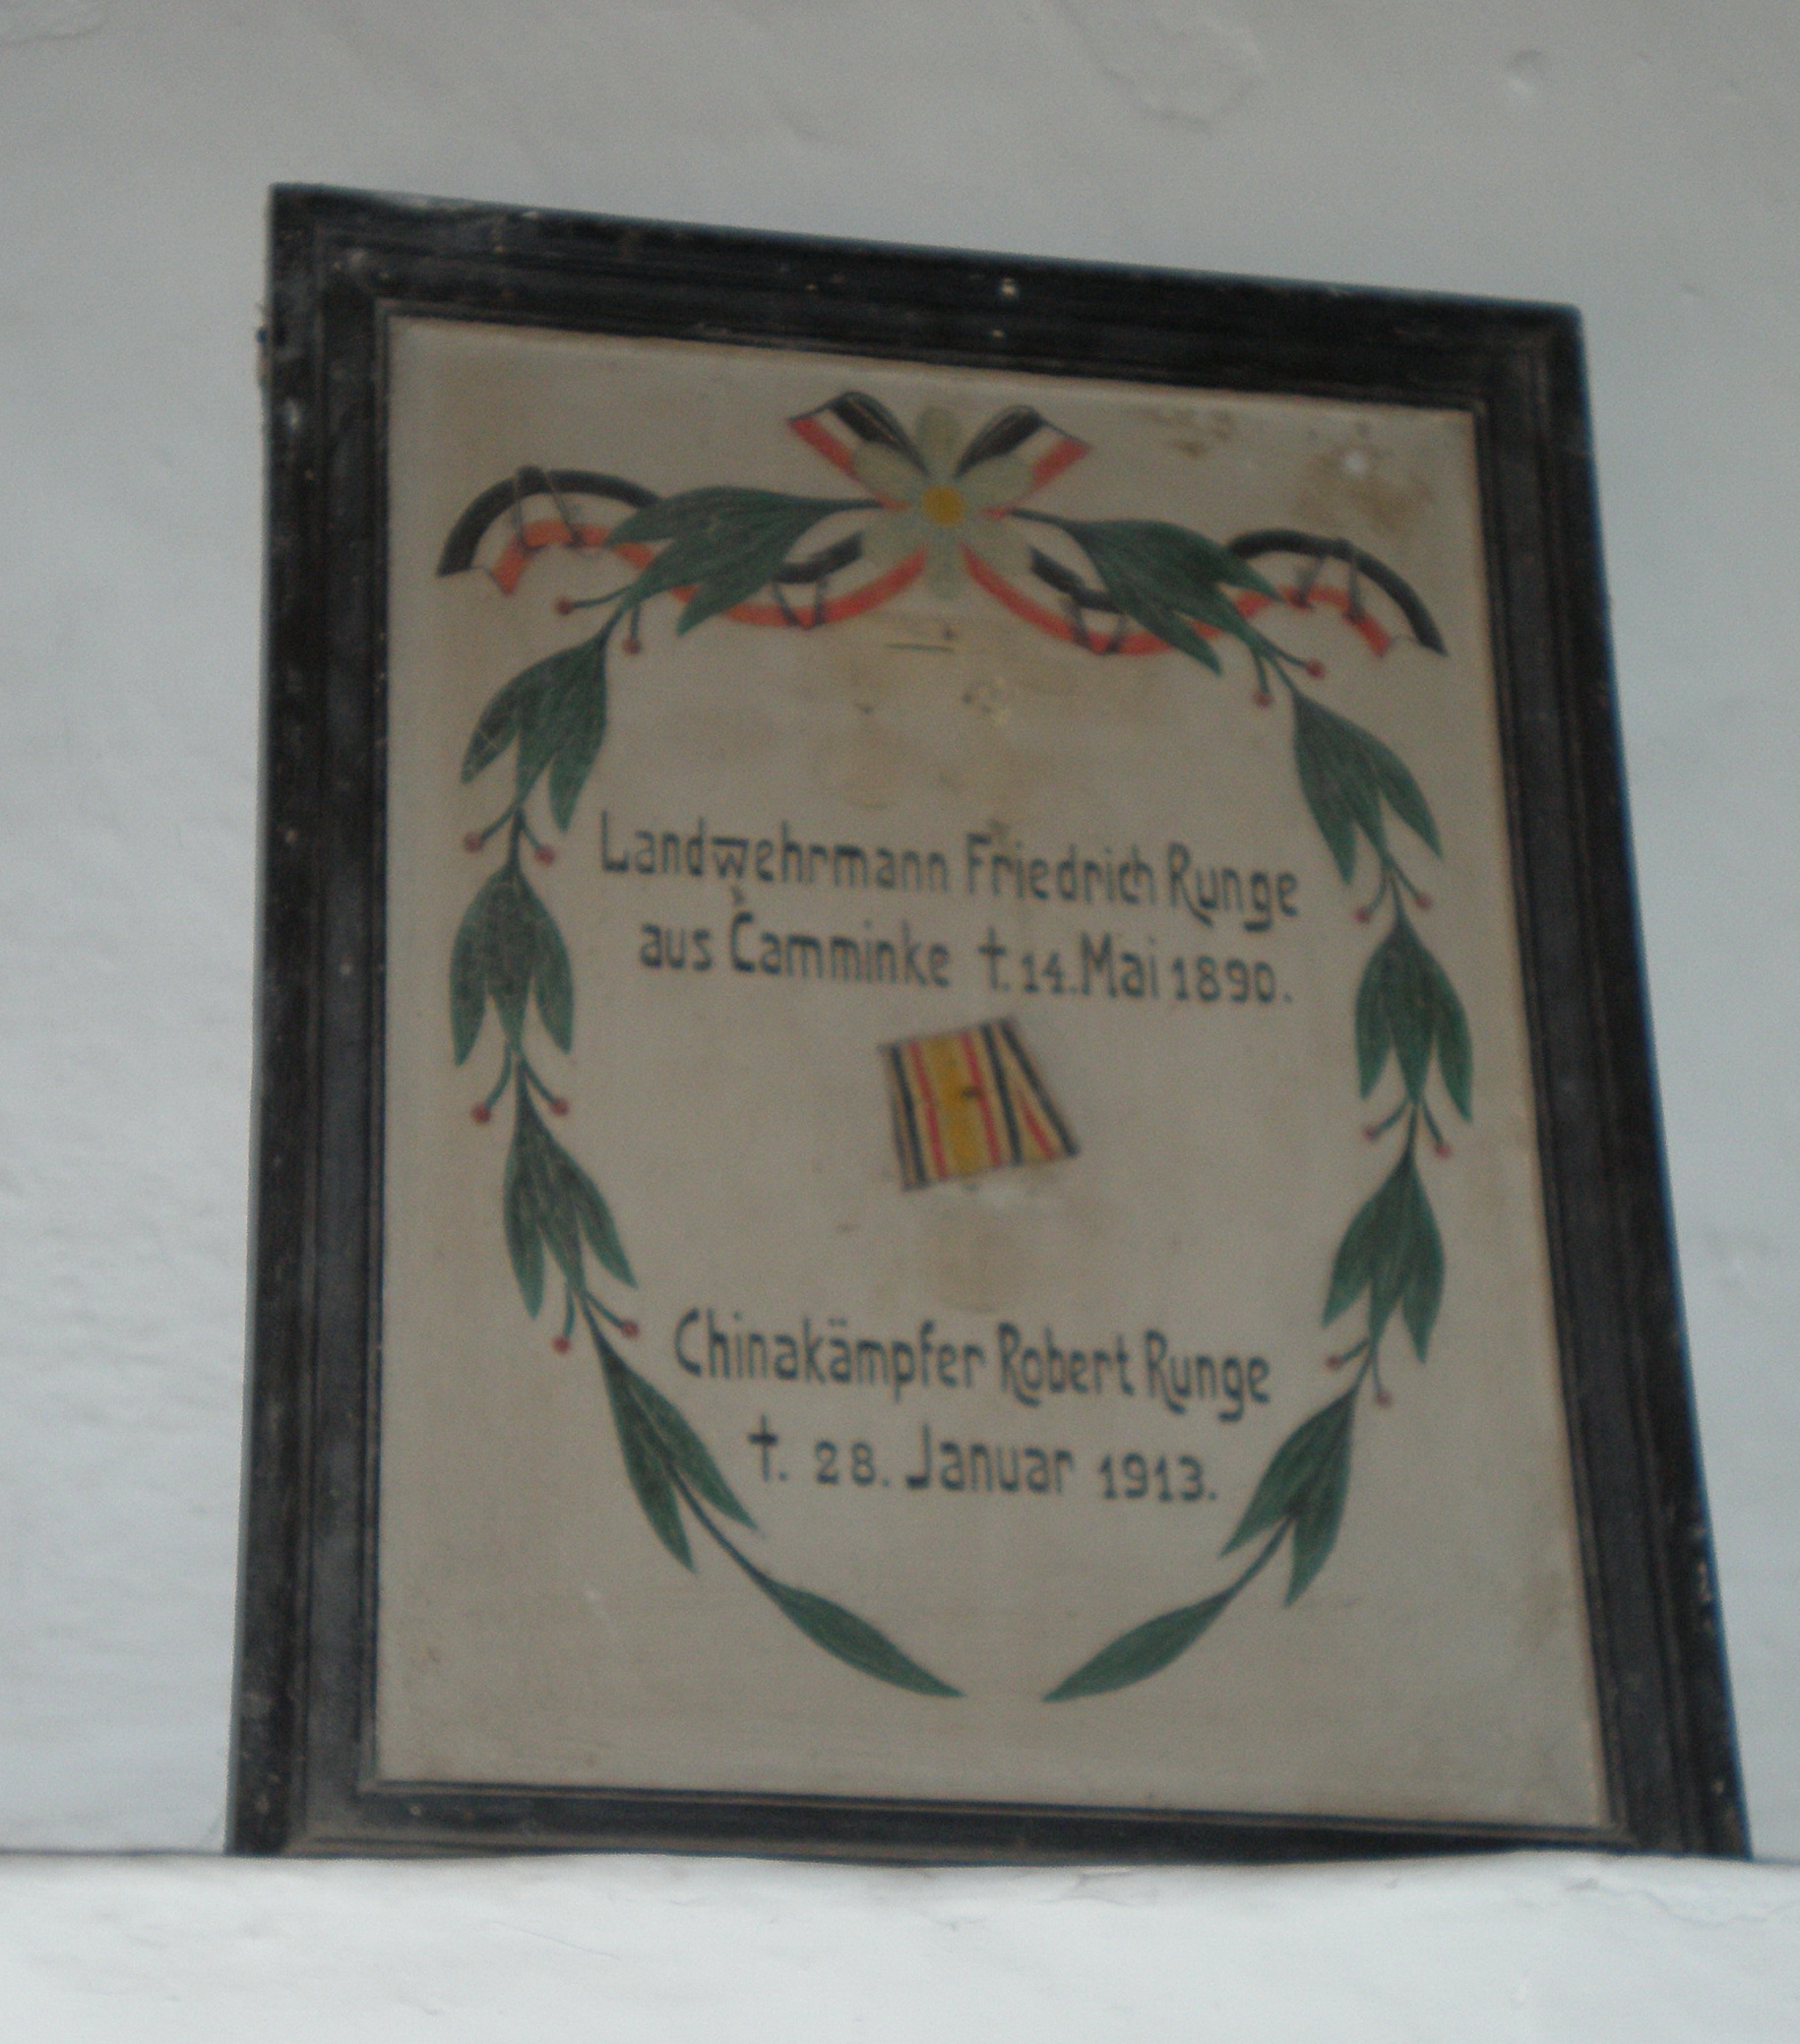 Landwehrmann Friedrich Runge
aus Camminke †. 14. Mai 1890.
Chinakämpfer Robert Runge
†. 28. Januar 1913.